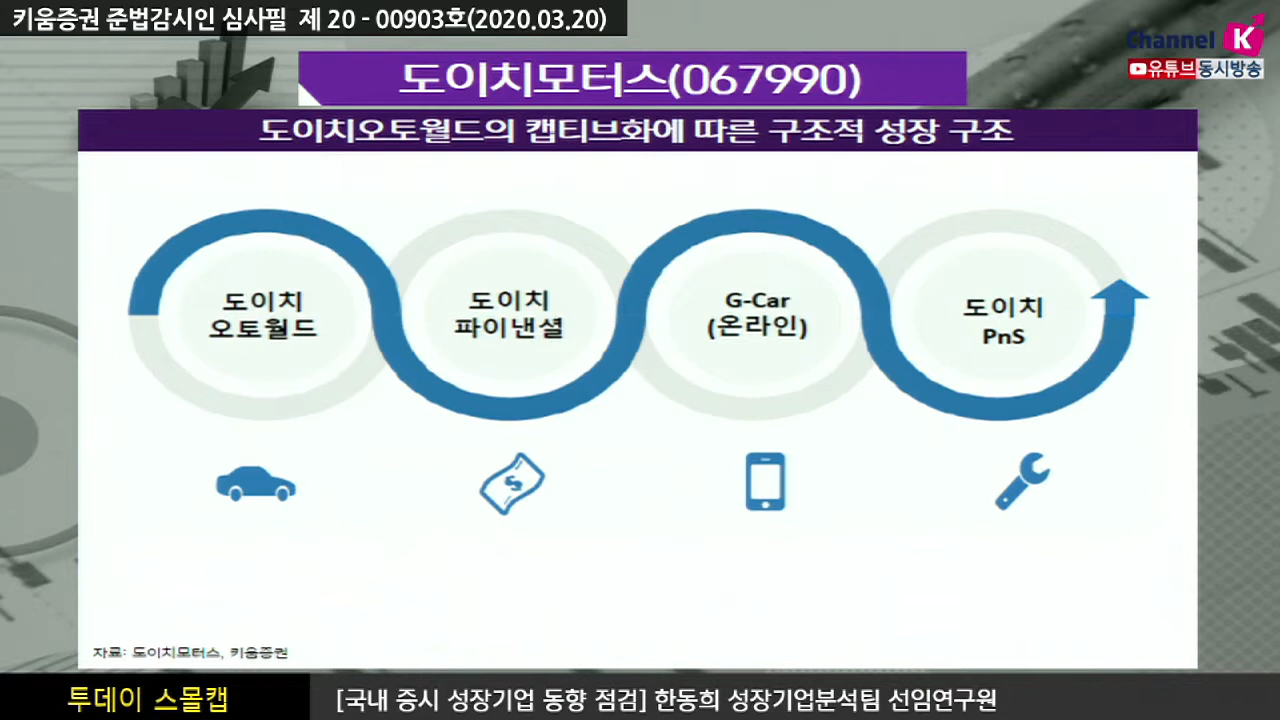 키움증권 준법감시인 심사필 제 20 - 00903호(2020.03.20)
Channel K
유튜브동시방송
도이치모터스(067990)
도이치오토월드의 캡티브화에 따른 구조적 성장 구조
도이치
오토월드
도이치
파이낸셜
G-Car
(온라인)
도이치
PnS
자료: 도이치모터스, 키움증권
투데이 스몰캡
[국내 증시 성장기업 동향 점검] 한동희 성장기업분석팀 선임연구원